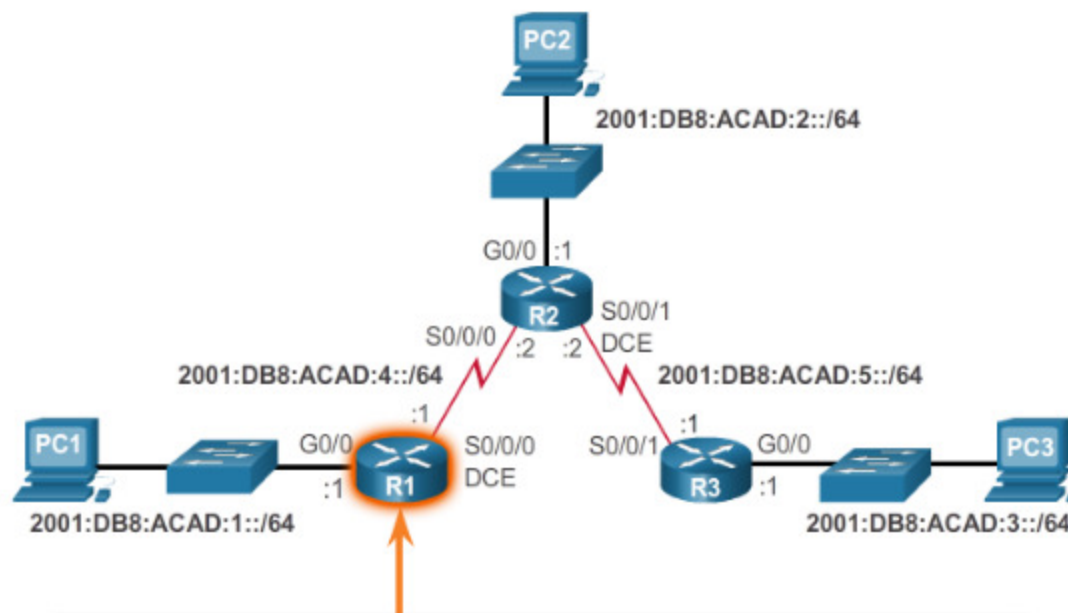 PC2
2001:DB8:ACAD:2::/64
G0/0 :1
R2
S0/0/0 S0/0/1
:2 :2 DCE
2001:DB8:ACAD:4::/64 2001:DB8:ACAD:5::/64
:1 :1
PC1 G0/0 S0/0/0 S0/0/1 G0/0 PC3
:1 R1 DCE R3 :1
2001:DB8:ACAD:1::/64 2001:DB8:ACAD:3::/64